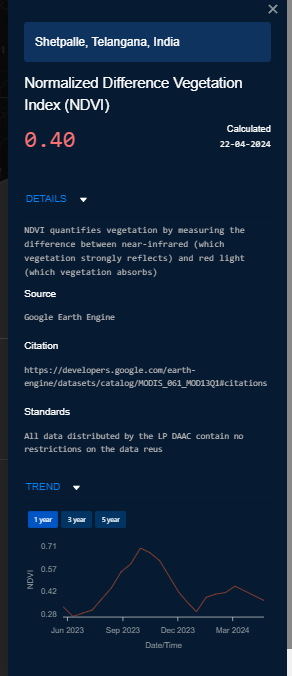 Shetpalle, Telangana, India
Normalized Difference Vegetation
Index (NDVI)
0.40
Calculated
22-04-2024
DETAILS
NDVI quantifies vegetation by measuring the
difference between near-infrared (which
vegetation strongly reflects) and red light
(which vegetation absorbs)
Source
Google Earth Engine
Citation
https://developers.google.com/earth-
engine/datasets/catalog/MODIS_061_MOD13Q1#citations
Standards
All data distributed by the LP DAAC contain no
restrictions on the data reus
TREND
1 year 3 year 5 year
0.71
0.57
0.42
0.28
NDVI
Jun 2023 Sep 2023 Dec 2023 Mar 2024
Date/Time